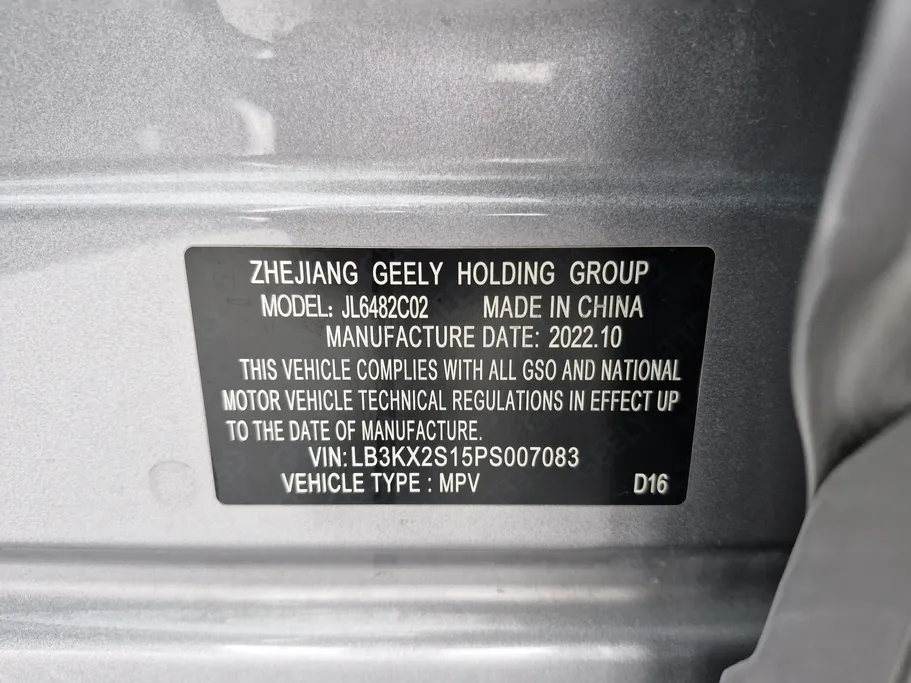 ZHEJIANG GEELY HOLDING GROUP
MODEL: JL6482C02 MADE IN CHINA
MANUFACTURE DATE: 2022.10
THIS VEHICLE COMPLIES WITH ALL GSO AND NATIONAL
MOTOR VEHICLE TECHNICAL REGULATIONS IN EFFECT UP
TO THE DATE OF MANUFACTURE.
VIN: LB3KX2S15PS007083
VEHICLE TYPE : MPV D16